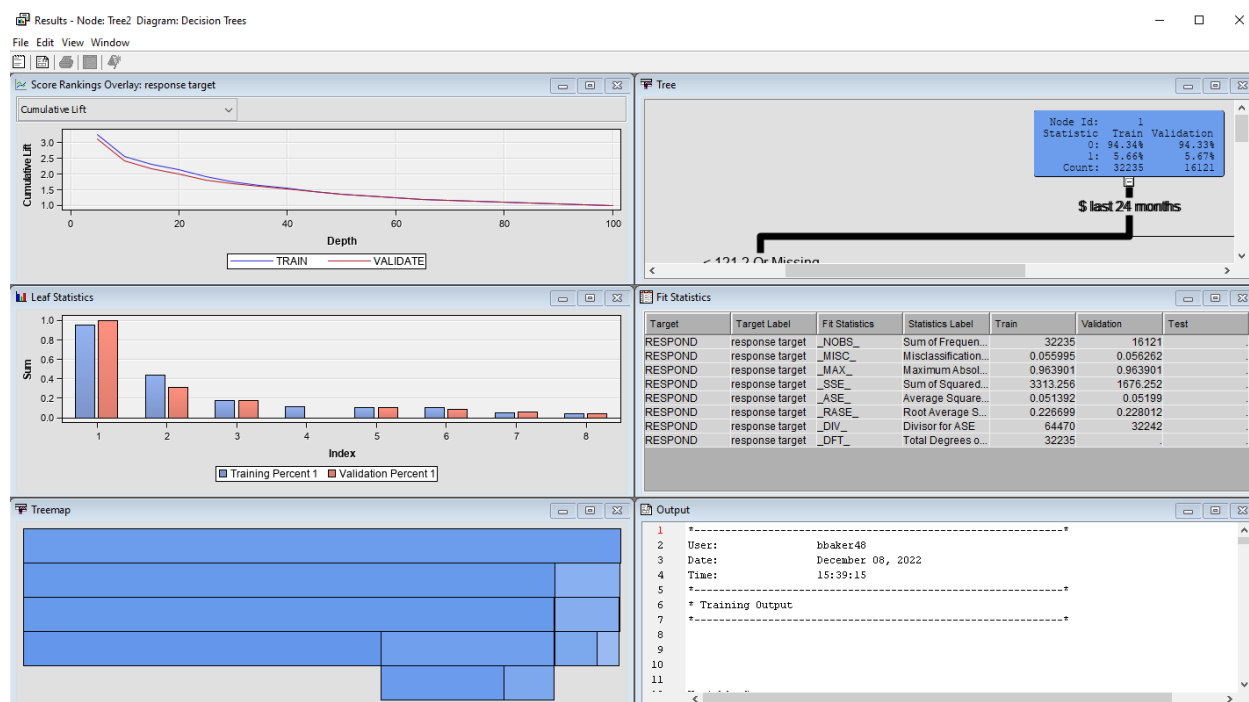 Results - Node: Tree2 Diagram: Decision Trees
File Edit View Window
Score Rankings Overlay: response target
Cumulative Lift
Cumulative Lift
3.0
2.5
2.0
1.5
1.0
0 20 40 60 80 100
Depth
TRAIN VALIDATE
Tree
Node Id: 1
Statistic Train Validation
0: 94.34% 94.33%
1: 5.66% 5.67%
Count: 32235 16121
$ last 24 months
< 121.2 Or Missing
Leaf Statistics
Sum
1.0
0.8
0.6
0.4
0.2
0.0
1 2 3 4 5 6 7 8
Index
Training Percent 1 Validation Percent 1
Fit Statistics
Target Target Label Fit Statistics Statistics Label Train Validation Test
RESPOND response target _NOBS_ Sum of Frequen... 32235 16121 .
RESPOND response target _MISC_ Misclassification... 0.055995 0.056262 .
RESPOND response target _MAX_ Maximum Absol... 0.963901 0.963901 .
RESPOND response target _SSE_ Sum of Squared... 3313.256 1676.252 .
RESPOND response target _ASE_ Average Square... 0.051392 0.05199 .
RESPOND response target _RASE_ Root Average S... 0.226699 0.228012 .
RESPOND response target _DIV_ Divisor for ASE 64470 32242 .
RESPOND response target _DFT_ Total Degrees o... 32235 . .
Treemap
Output
1 *------------------------------------------------------------*
2 User: bbaker48
3 Date: December 08, 2022
4 Time: 15:39:15
5 *------------------------------------------------------------*
6 * Training Output
7 *------------------------------------------------------------*
8
9
10
11